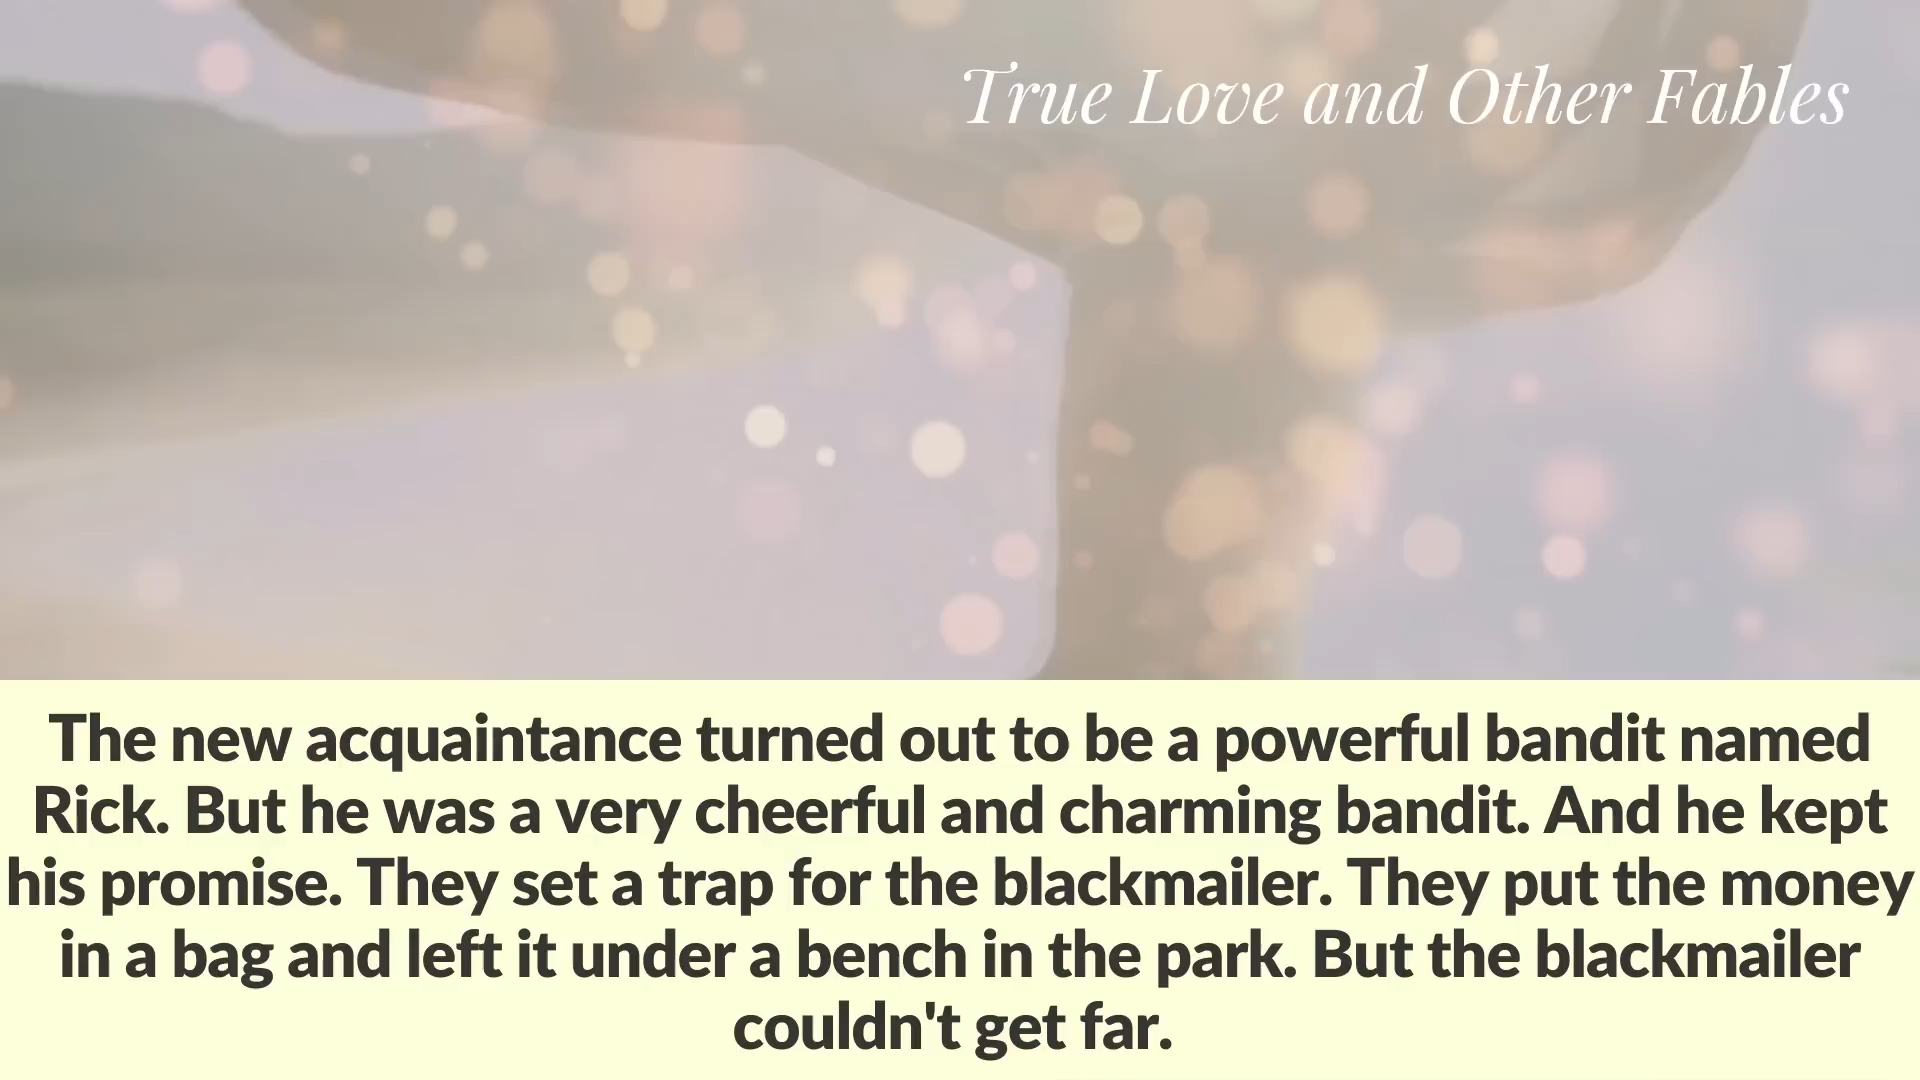 True Love and Other Fables
The new acquaintance turned out to be a powerful bandit named
Rick. But he was a very cheerful and charming bandit. And he kept
his promise. They set a trap for the blackmailer. They put the money
in a bag and left it under a bench in the park. But the blackmailer
couldn't get far.